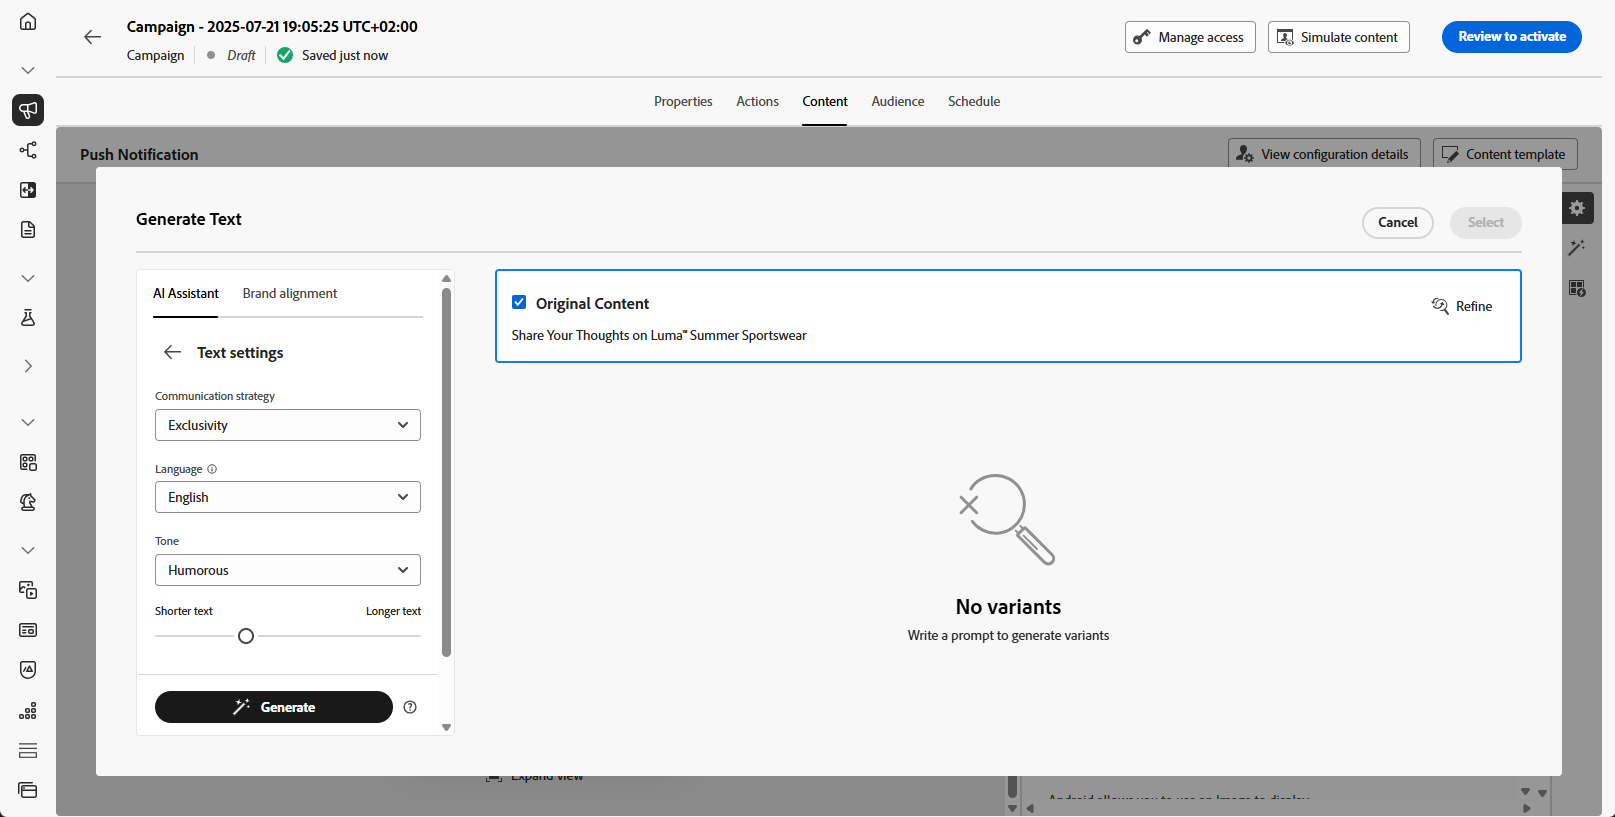 Campaign - 2025-07-21 19:05:25 UTC+02:00
Campaign
Draft
Saved just now
Manage access
Simulate content
Review to activate
Properties
Actions
Content
Audience
Schedule
Push Notification
View configuration details
Content template
Generate Text
Cancel
Select
AI Assistant
Brand alignment
Text settings
Communication strategy
Exclusivity
Language
English
Tone
Humorous
Shorter text
Longer text
Generate
Original Content
Refine
Share Your Thoughts on Luma™ Summer Sportswear
No variants
Write a prompt to generate variants
Expand view
Android allows you to use an Image to display